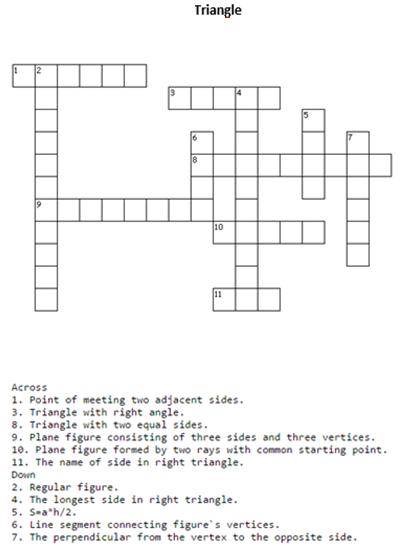 Triangle
1 2
3 4
5
6 7
8
9
10
11
Across
1. Point of meeting two adjacent sides.
3. Triangle with right angle.
8. Triangle with two equal sides.
9. Plane figure consisting of three sides and three vertices.
10. Plane figure formed by two rays with common starting point.
11. The name of side in right triangle.
Down
2. Regular figure.
4. The longest side in right triangle.
5. S=a*h/2.
6. Line segment connecting figure`s vertices.
7. The perpendicular from the vertex to the opposite side.